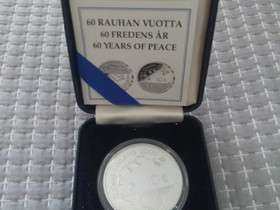 60 RAUHAN VUOTTA
60 FREDENS ÅR
60 YEARS OF PEACE